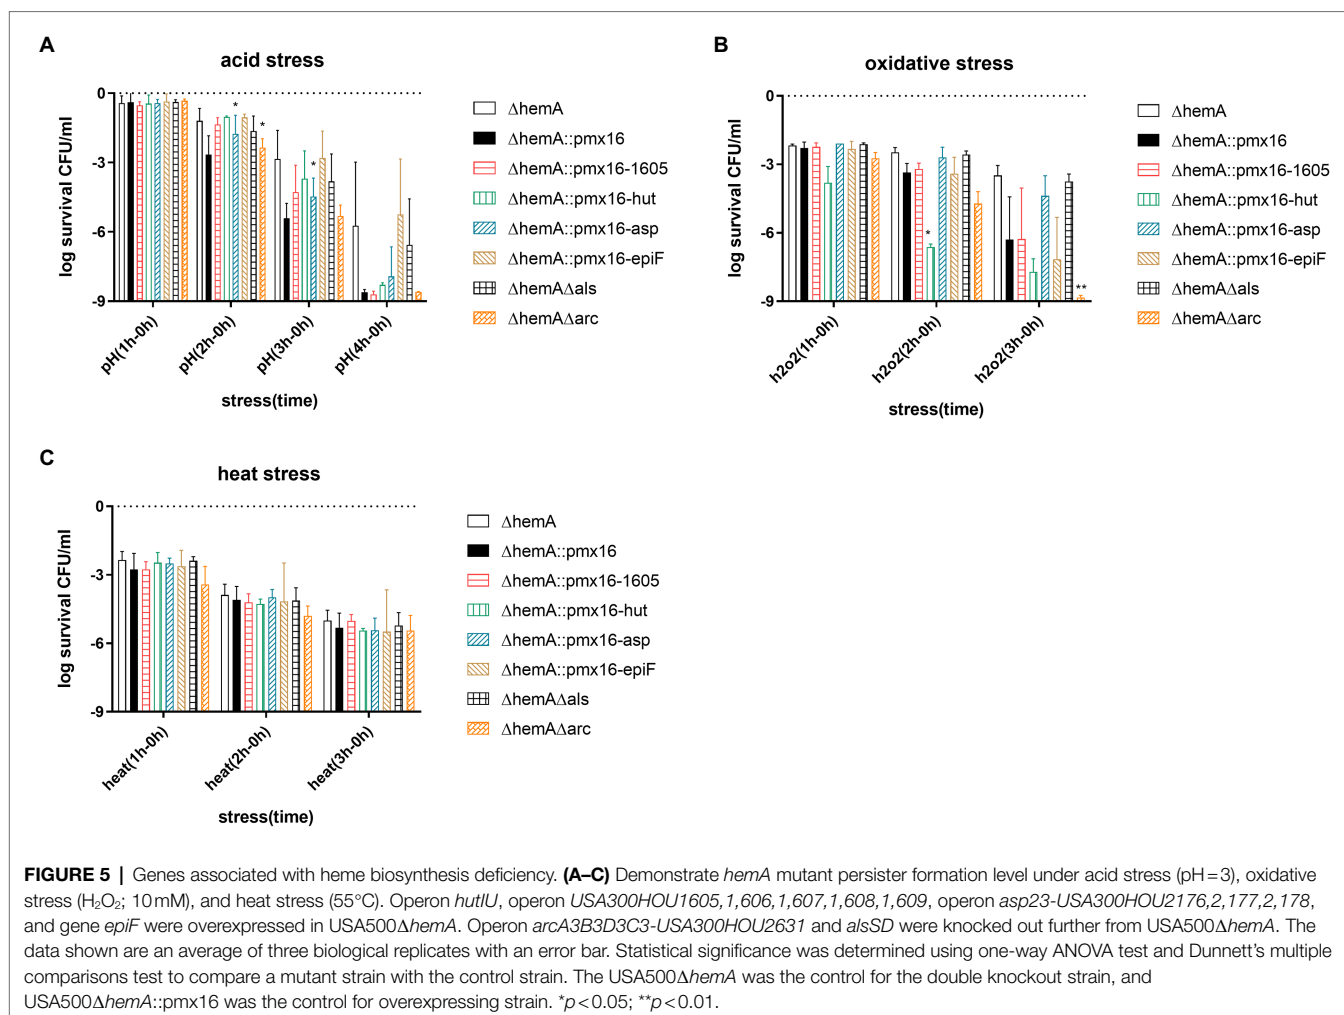 A
acid stress
log survival CFU/ml
0
-3
-6
-9
*
*
*
pH(1h-0h)
pH(2h-0h)
pH(3h-0h)
pH(4h-0h)
stress(time)
ΔhemA
ΔhemA::pmx16
ΔhemA::pmx16-1605
ΔhemA::pmx16-hut
ΔhemA::pmx16-asp
ΔhemA::pmx16-epiF
ΔhemAΔals
ΔhemAΔarc
B
oxidative stress
log survival CFU/ml
0
-3
-6
-9
*
**
h2o2(1h-0h)
h2o2(2h-0h)
h2o2(3h-0h)
stress(time)
ΔhemA
ΔhemA::pmx16
ΔhemA::pmx16-1605
ΔhemA::pmx16-hut
ΔhemA::pmx16-asp
ΔhemA::pmx16-epiF
ΔhemAΔals
ΔhemAΔarc
C
heat stress
log survival CFU/ml
0
-3
-6
-9
heat(1h-0h)
heat(2h-0h)
heat(3h-0h)
stress(time)
ΔhemA
ΔhemA::pmx16
ΔhemA::pmx16-1605
ΔhemA::pmx16-hut
ΔhemA::pmx16-asp
ΔhemA::pmx16-epiF
ΔhemAΔals
ΔhemAΔarc
FIGURE 5 | Genes associated with heme biosynthesis deficiency. (A–C) Demonstrate hemA mutant persister formation level under acid stress (pH = 3), oxidative
stress (H₂O₂; 10 mM), and heat stress (55°C). Operon hutIU, operon USA300HOU1605,1,606,1,607,1,608,1,609, operon asp23-USA300HOU2176,2,177,2,178,
and gene epiF were overexpressed in USA500ΔhemA. Operon arcA3B3D3C3-USA300HOU2631 and alsSD were knocked out further from USA500ΔhemA. The
data shown are an average of three biological replicates with an error bar. Statistical significance was determined using one-way ANOVA test and Dunnett's multiple
comparisons test to compare a mutant strain with the control strain. The USA500ΔhemA was the control for the double knockout strain, and
USA500ΔhemA::pmx16 was the control for overexpressing strain. *p < 0.05; **p < 0.01.